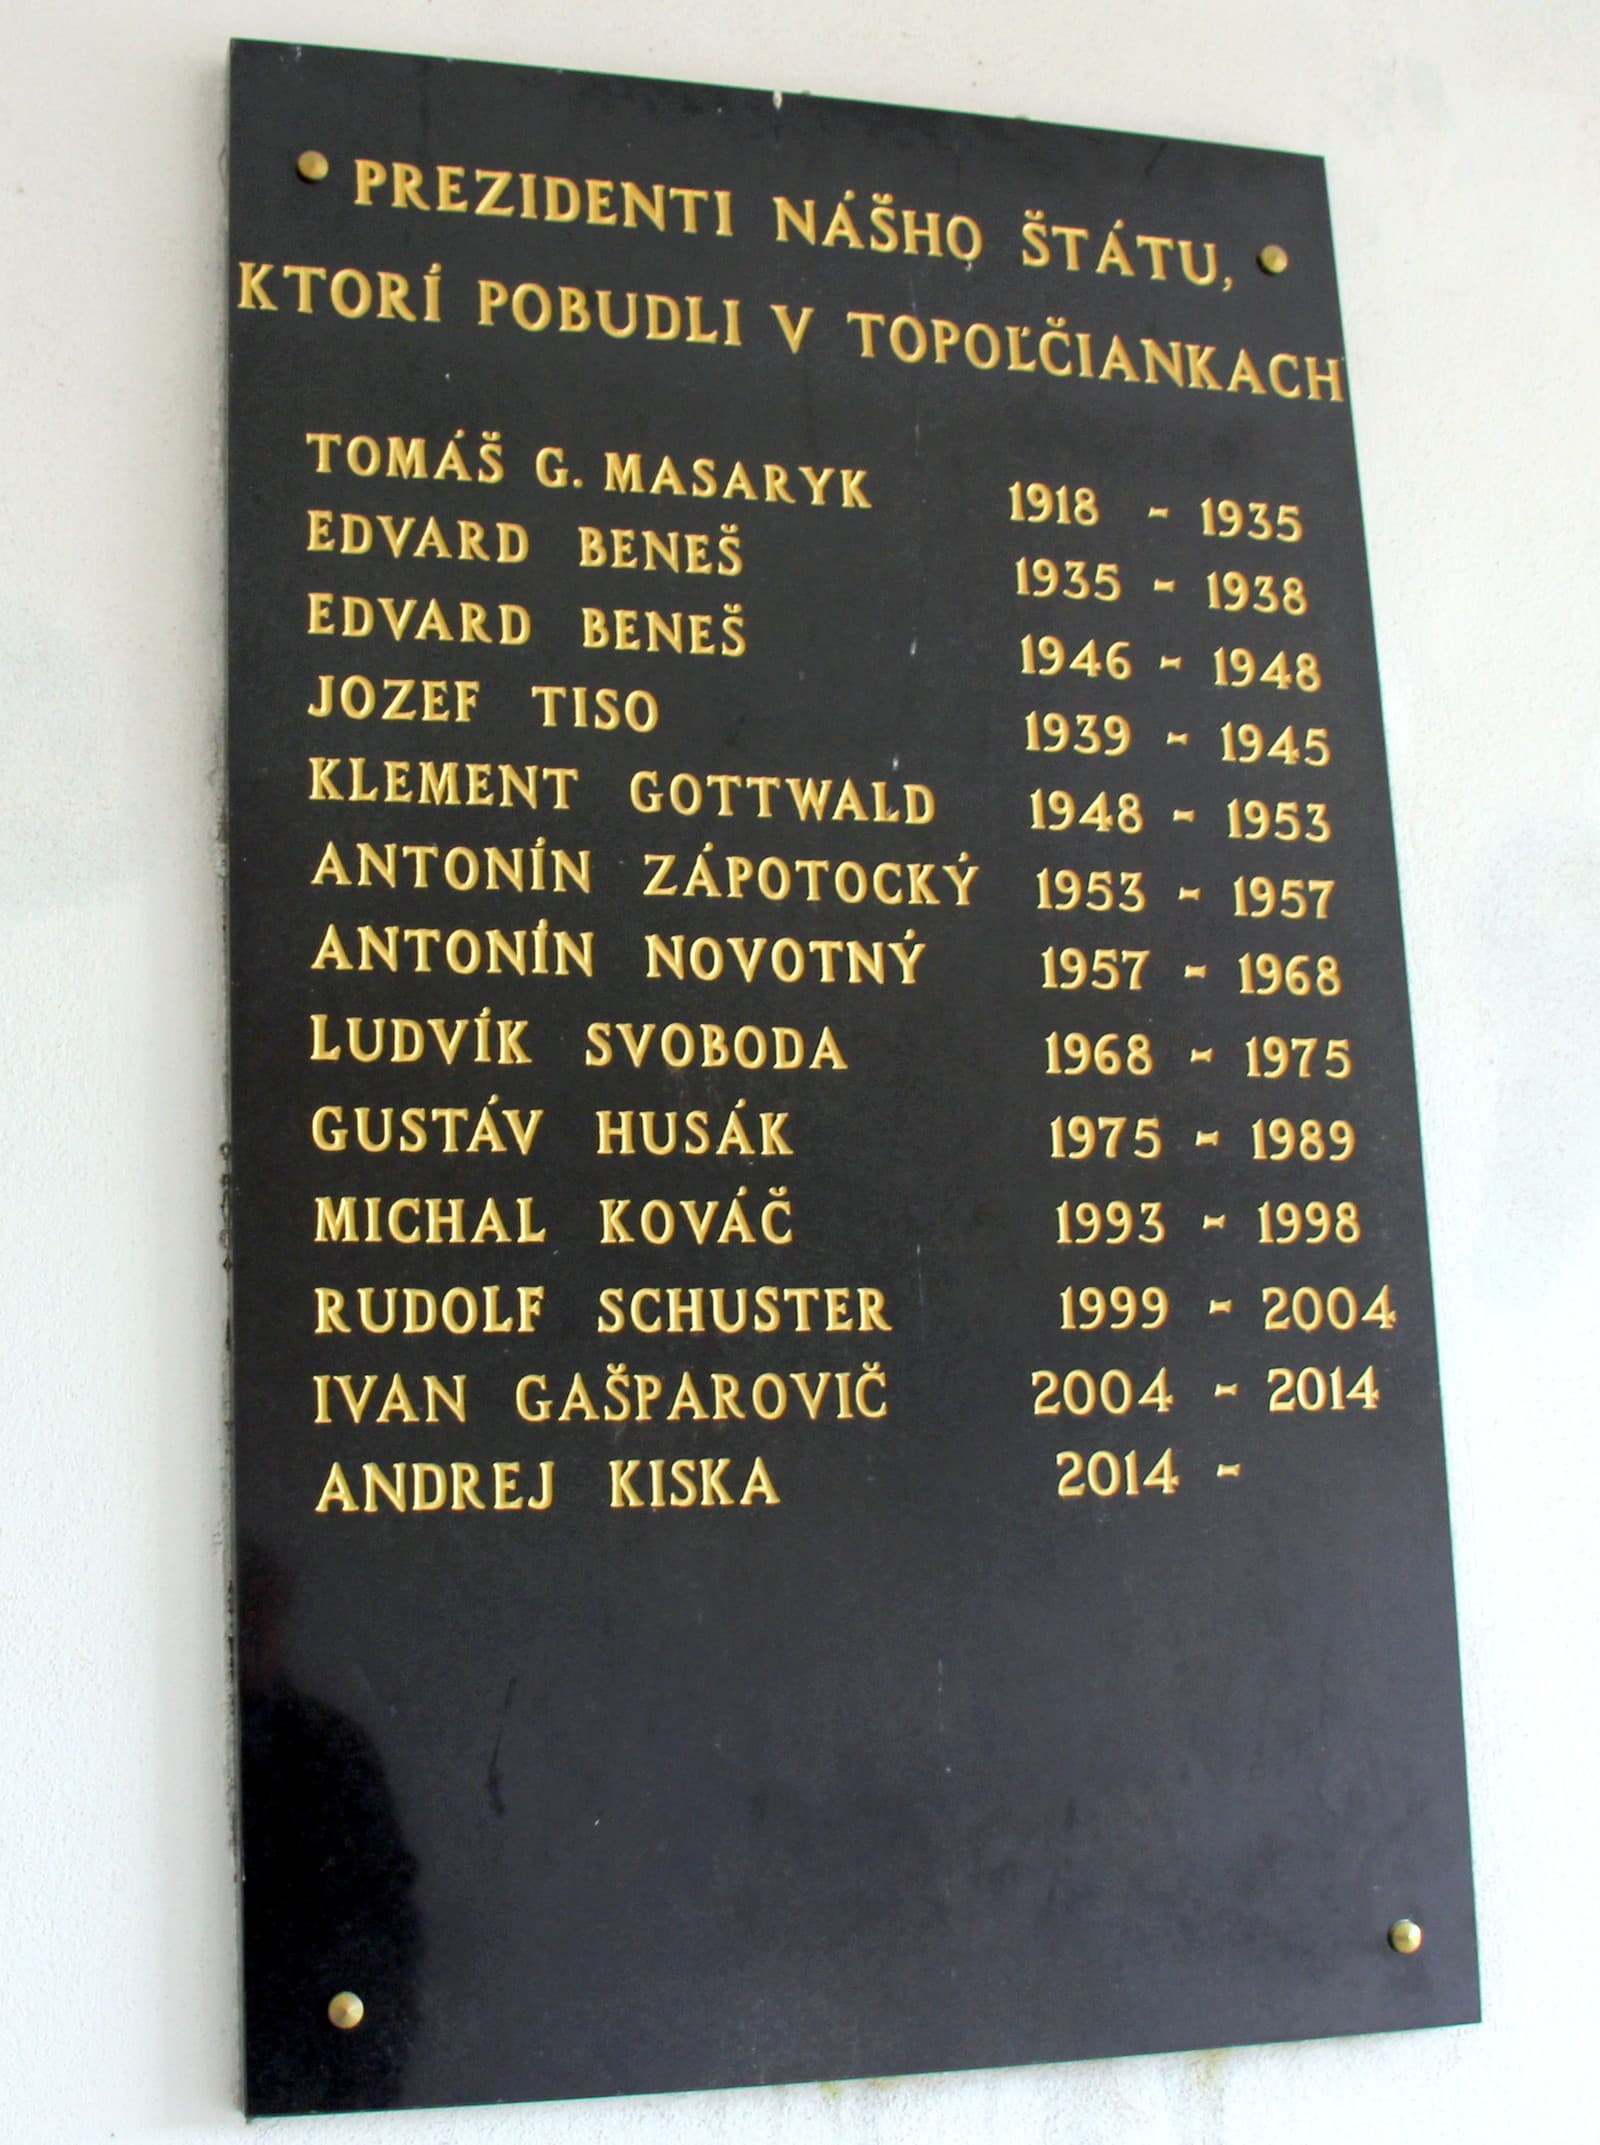 PREZIDENTI NÁŠHO ŠTÁTU,
KTORÍ POBUDLI V TOPOĽČIANKACH
TOMÁŠ G. MASARYK 1918 - 1935
EDVARD BENEŠ 1935 - 1938
EDVARD BENEŠ 1946 - 1948
JOZEF TISO 1939 - 1945
KLEMENT GOTTWALD 1948 - 1953
ANTONÍN ZÁPOTOCKÝ 1953 - 1957
ANTONÍN NOVOTNÝ 1957 - 1968
LUDVÍK SVOBODA 1968 - 1975
GUSTÁV HUSÁK 1975 - 1989
MICHAL KOVÁČ 1993 - 1998
RUDOLF SCHUSTER 1999 - 2004
IVAN GAŠPAROVIČ 2004 - 2014
ANDREJ KISKA 2014 -